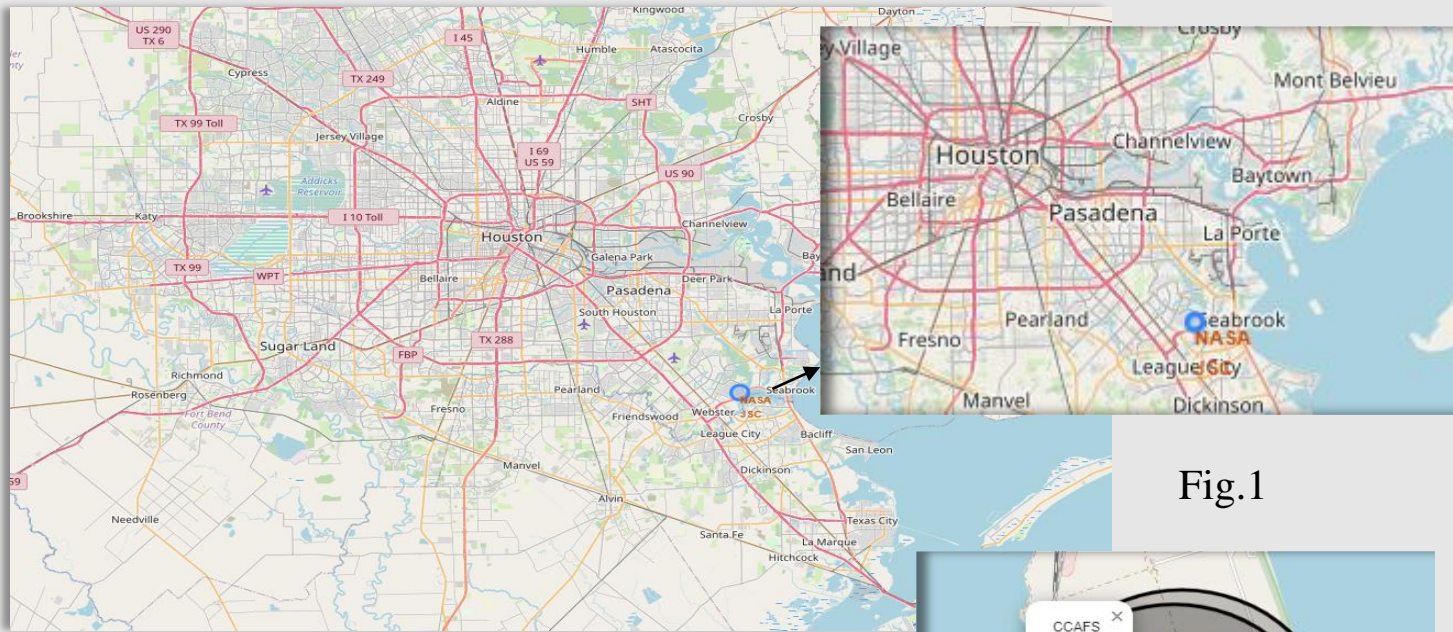 Kingwood
Dayton
US 290
TX 6
I 45
Humble
Atascocita
Cypress
TX 249
Aldine
SHT
Crosby
TX 99 Toll
Jersey Village
I 69
US 59
US 90
Addicks
Reservoir
Brookshire
Katy
I 10 Toll
Channelview
Houston
Galena Park
TX 99
WPT
Bellaire
Pasadena
Deer Park
South Houston
La Porte
Sugar Land
TX 288
FBP
Richmond
Rosenberg
Pearland
Seabrook
NASA
JSC
Fort Bend
County
Fresno
Friendswood
Webster
League City
Bacliff
San Leon
Manvel
Dickinson
59
Alvin
Needville
Santa Fe
Texas City
La Marque
Hitchcock
y Village
Crosby
Mont Belvieu
Channelview
Houston
Baytown
Bellaire
Pasadena
La Porte
and
Pearland
Seabrook
NASA
Fresno
League City
Manvel
Dickinson
Fig.1
CCAFS ×